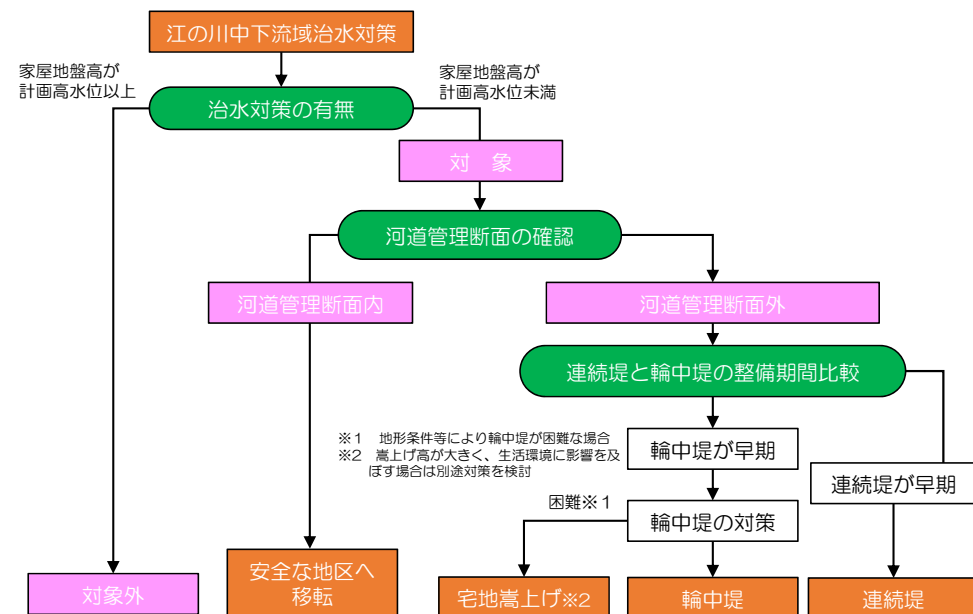 江の川中下流域治水対策
家屋地盤高が
計画高水位以上
家屋地盤高が
計画高水位未満
治水対策の有無
対　象
河道管理断面の確認
河道管理断面内
河道管理断面外
連続堤と輪中堤の整備期間比較
※１　地形条件等により輪中堤が困難な場合
※２　嵩上げ高が大きく、生活環境に影響を及
ぼす場合は別途対策を検討
輪中堤が早期
連続堤が早期
困難※１
輪中堤の対策
対象外
安全な地区へ
移転
宅地嵩上げ※2
輪中堤
連続堤